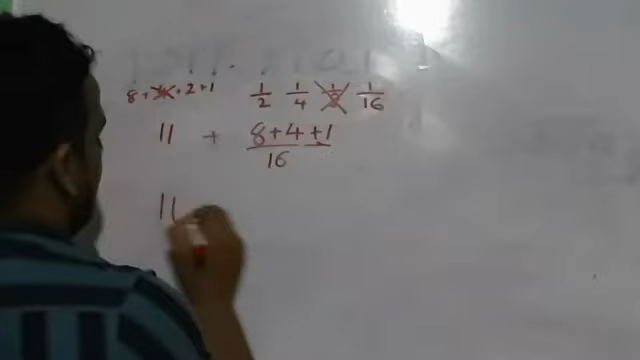 8 + 4 + 2 + 1 1/2 1/4 1/8 1/16
11 + (8+4+1)/16
11